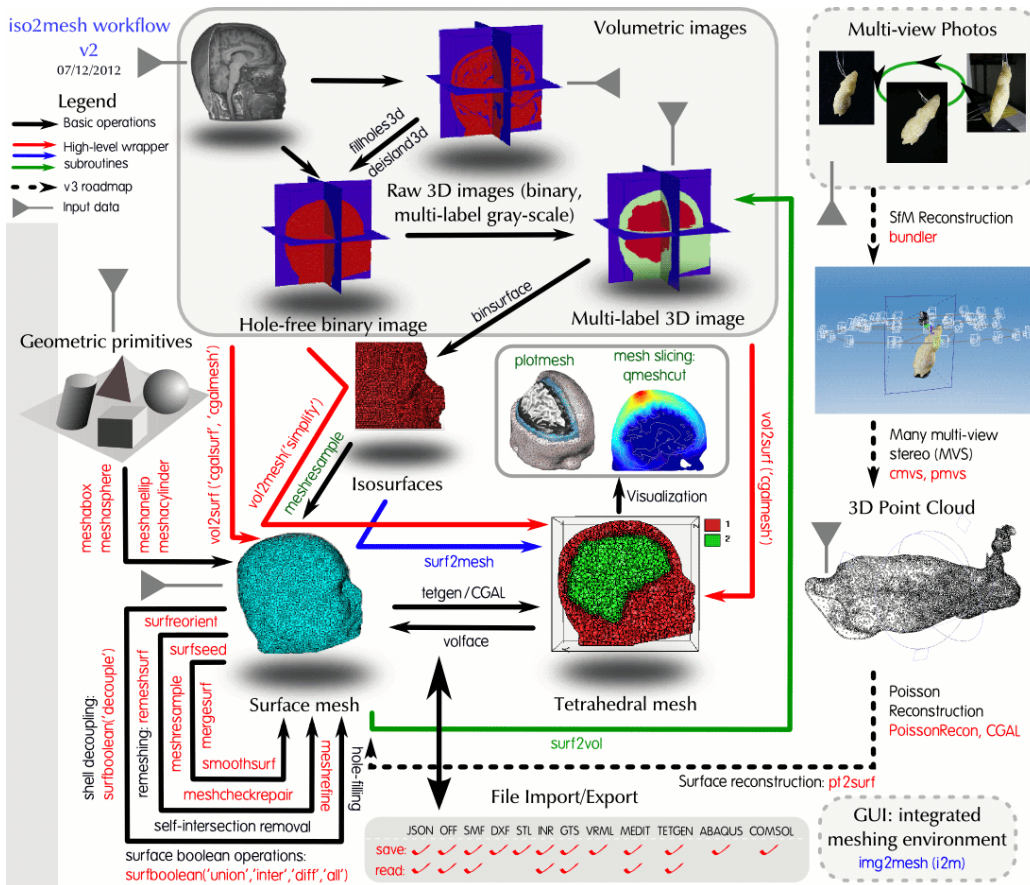 iso2mesh workflow
v2
07/12/2012
Legend
Basic operations
High-level wrapper
subroutines
v3 roadmap
Input data
Volumetric images
fillholes3d
deisland3d
Raw 3D images (binary,
multi-label gray-scale)
Hole-free binary image
Multi-label 3D image
binsurface
Multi-view Photos
SfM Reconstruction
bundler
Many multi-view
stereo (MVS)
cmvs, pmvs
3D Point Cloud
Poisson
Reconstruction
PoissonRecon, CGAL
Surface reconstruction: pt2surf
Geometric primitives
meshabox
meshasphere
meshanellip
meshacylinder
vol2surf ('cgalsurf', 'cgalmesh')
vol2mesh('simplify')
meshresample
Isosurfaces
plotmesh
mesh slicing:
qmeshcut
Visualization
vol2surf ('cgalmesh')
1
2
surf2mesh
tetgen/CGAL
volface
Surface mesh
Tetrahedral mesh
surf2vol
surfreorient
surfseed
shell decoupling:
surfboolean('decouple')
remeshing: remeshsurf
meshresample
mergesurf
smoothsurf
meshcheckrepair
self-intersection removal
meshrefine
hole-filling
surface boolean operations:
surfboolean('union','inter','diff','all')
File Import/Export
JSON OFF SMF DXF STL INR GTS VRML MEDIT TETGEN ABAQUS COMSOL
save:
read:
GUI: integrated
meshing environment
img2mesh (i2m)